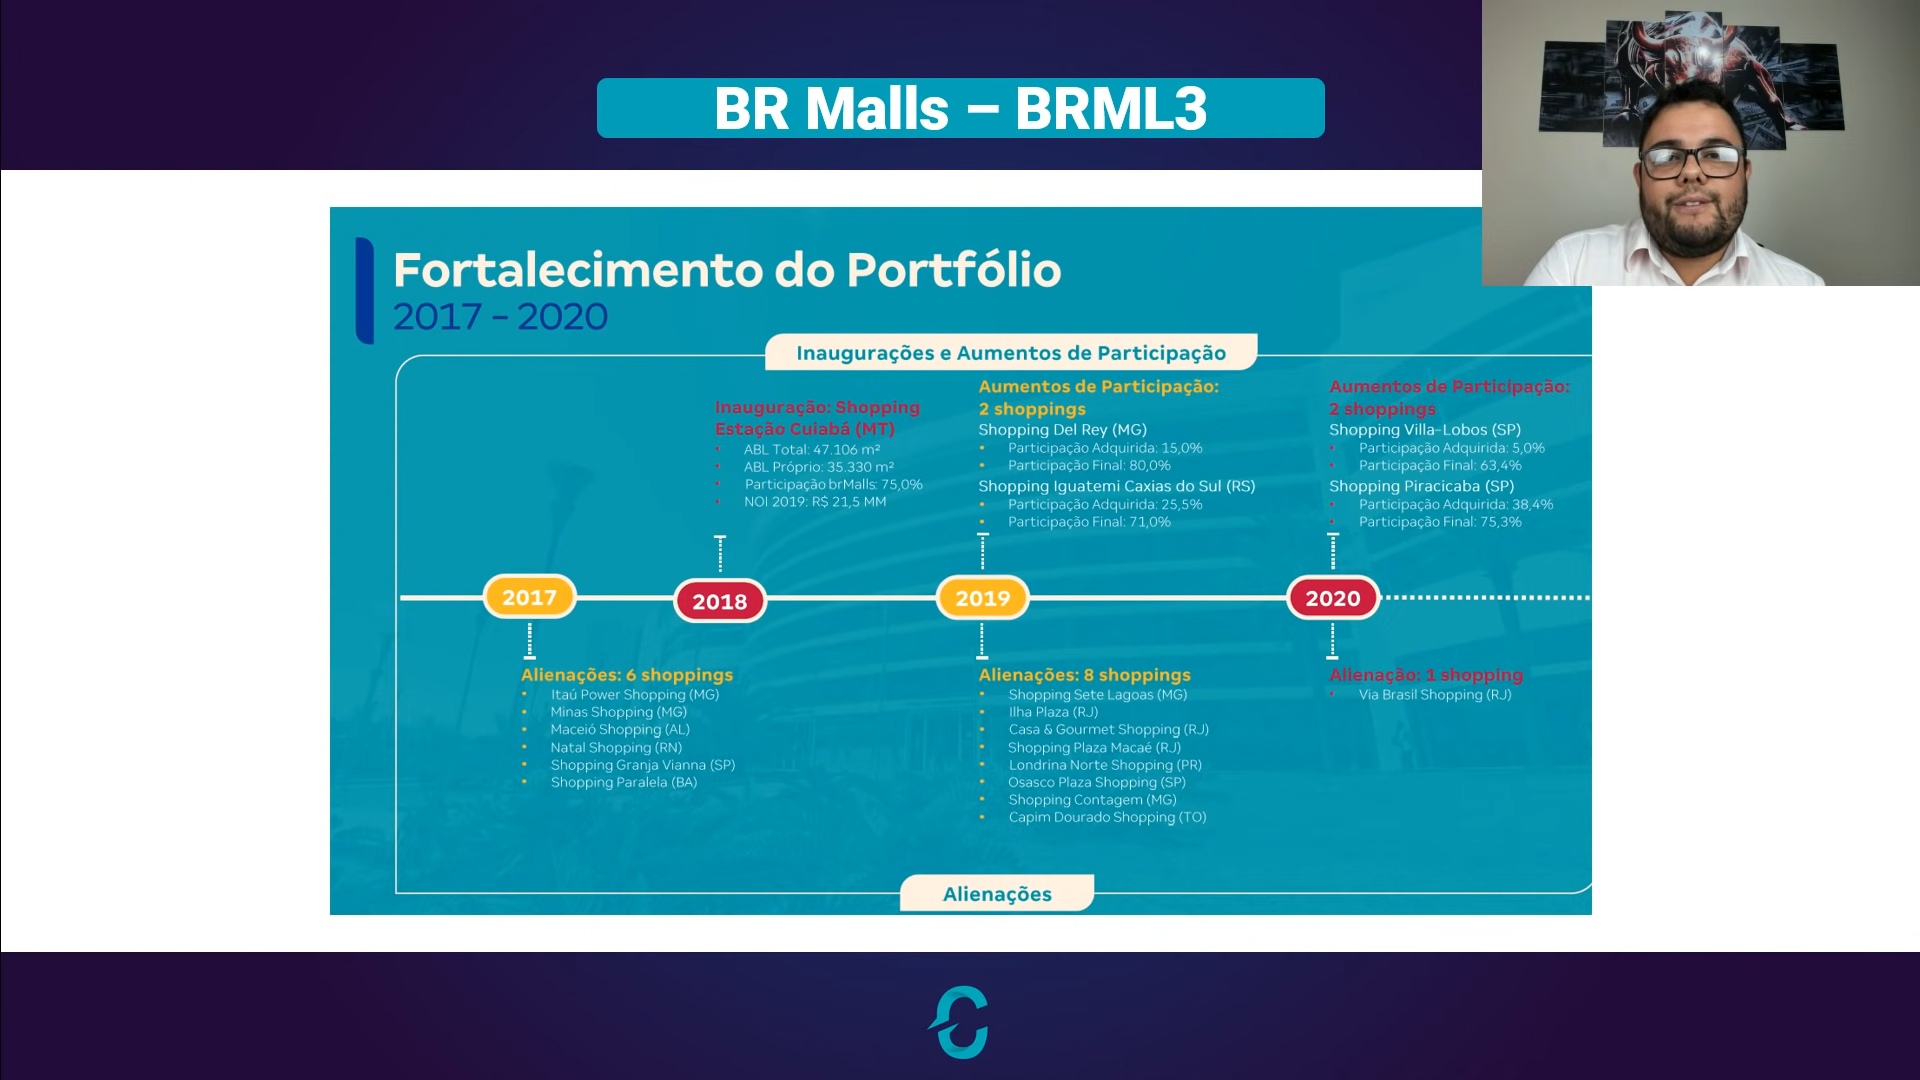 BR Malls – BRML3
Fortalecimento do Portfólio
2017 – 2020
Inaugurações e Aumentos de Participação
Inauguração: Shopping
Estação Cuiabá (MT)
• ABL Total: 47.106 m²
• ABL Próprio: 35.330 m²
• Participação brMalls: 75,0%
• NOI 2019: R$ 21,5 MM
Aumentos de Participação:
2 shoppings
Shopping Del Rey (MG)
• Participação Adquirida: 15,0%
• Participação Final: 80,0%
Shopping Iguatemi Caxias do Sul (RS)
• Participação Adquirida: 25,5%
• Participação Final: 71,0%
Aumentos de Participação:
2 shoppings
Shopping Villa-Lobos (SP)
• Participação Adquirida: 5,0%
• Participação Final: 63,4%
Shopping Piracicaba (SP)
• Participação Adquirida: 38,4%
• Participação Final: 75,3%
2017
2018
2019
2020
Alienações: 6 shoppings
• Itaú Power Shopping (MG)
• Minas Shopping (MG)
• Maceió Shopping (AL)
• Natal Shopping (RN)
• Shopping Granja Vianna (SP)
• Shopping Paralela (BA)
Alienações: 8 shoppings
• Shopping Sete Lagoas (MG)
• Ilha Plaza (RJ)
• Casa & Gourmet Shopping (RJ)
• Shopping Plaza Macaé (RJ)
• Londrina Norte Shopping (PR)
• Osasco Plaza Shopping (SP)
• Shopping Contagem (MG)
• Capim Dourado Shopping (TO)
Alienação: 1 shopping
• Via Brasil Shopping (RJ)
Alienações